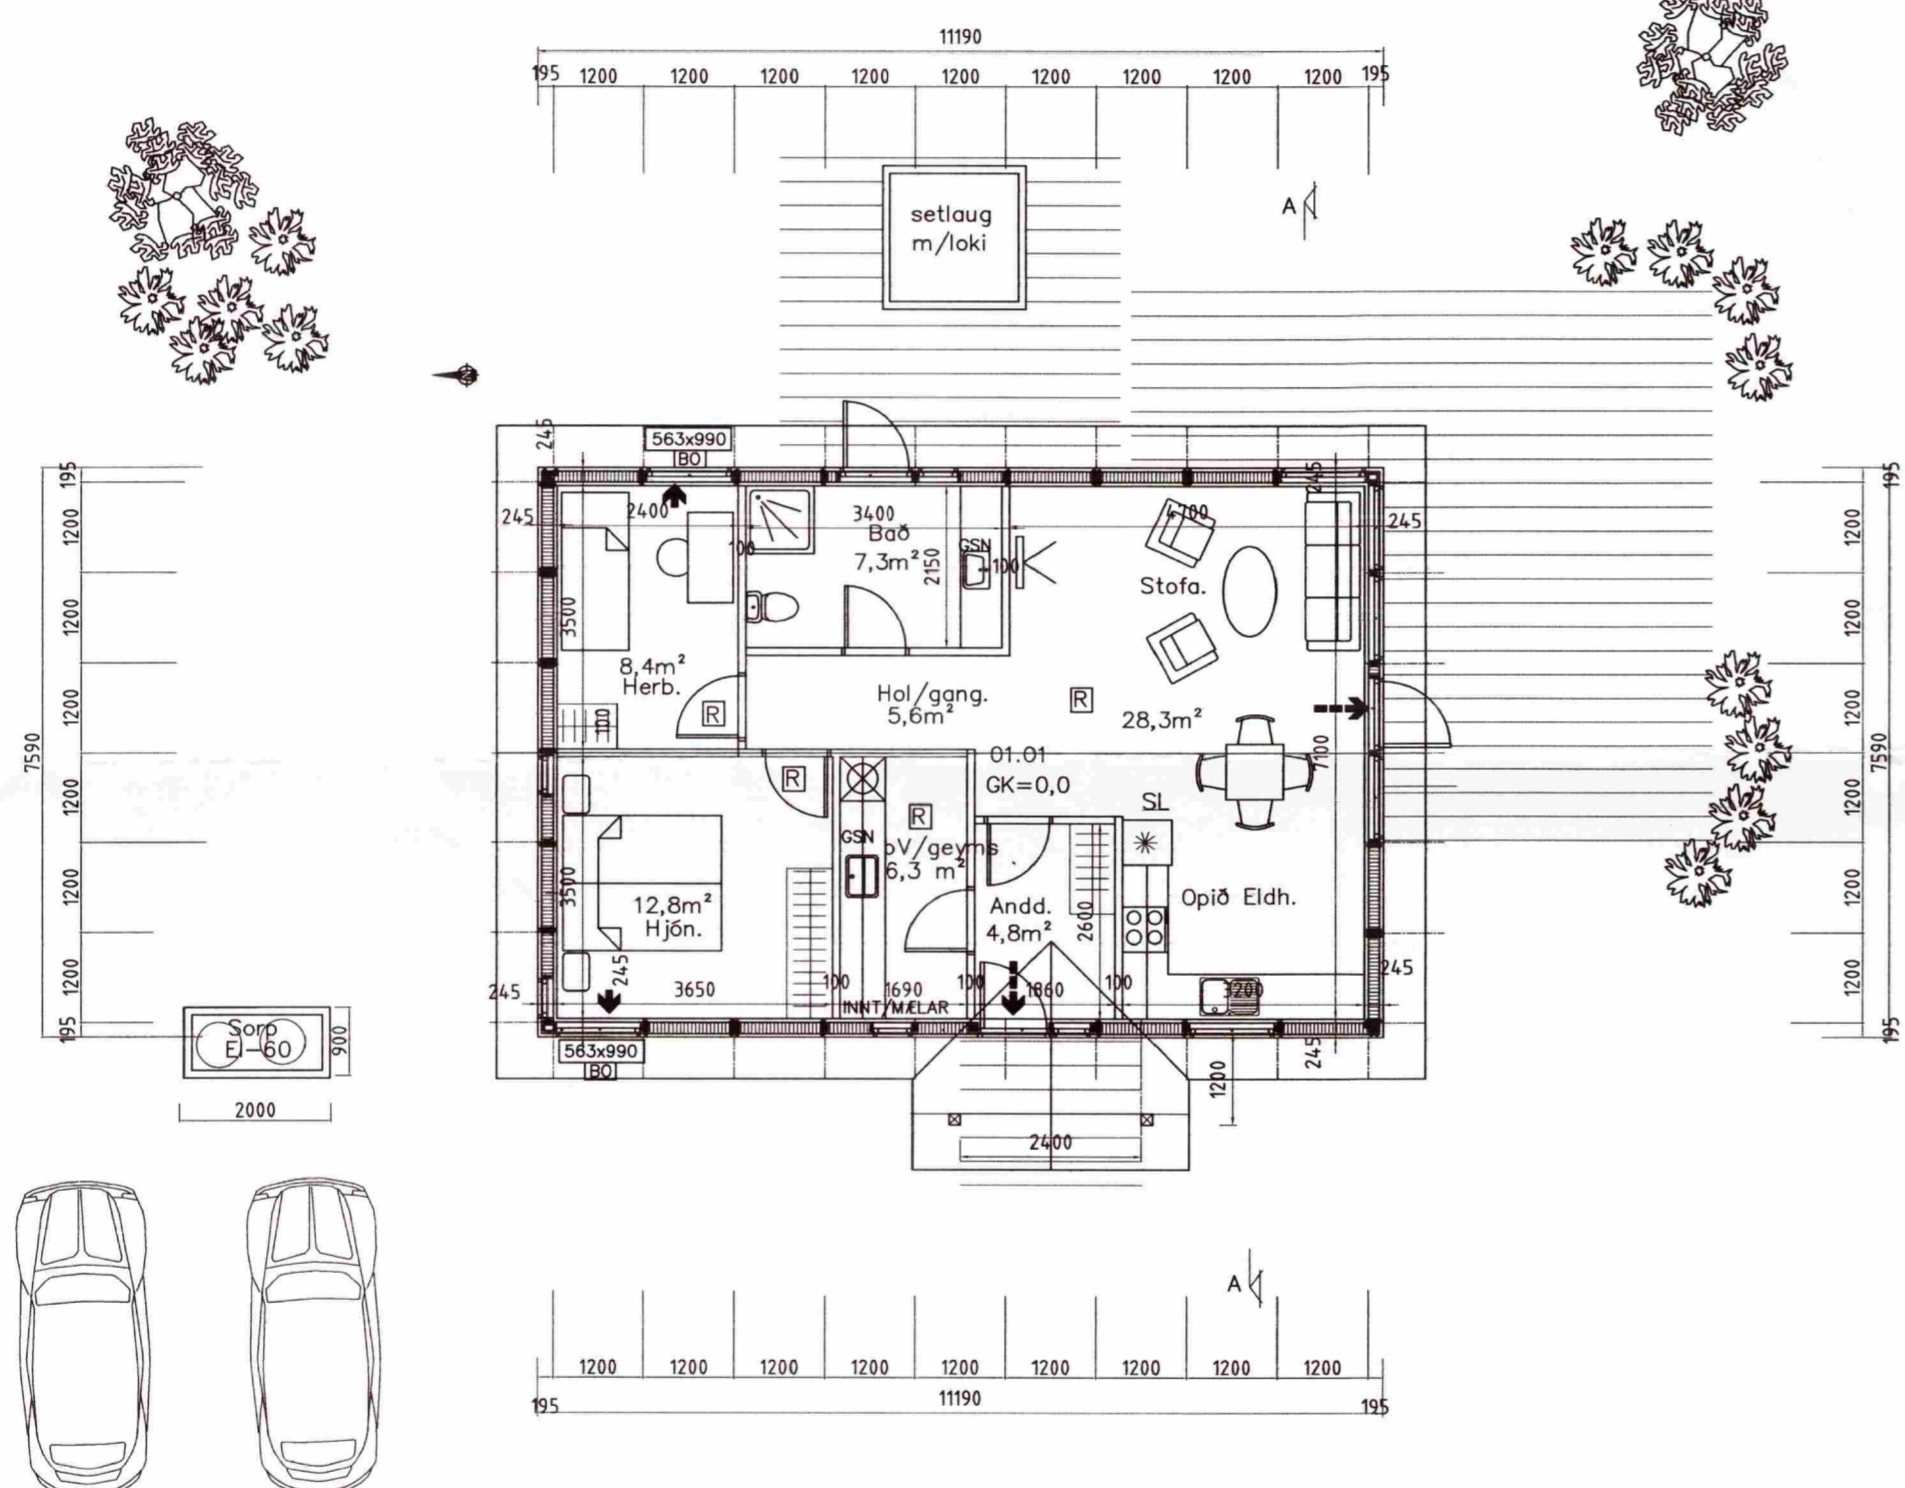 11190
195 1200 1200 1200 1200 1200 1200 1200 1200 1200 195
setlaug
m/loki
A
245
563x990
BO
245
195
195
245
2400
3400
4700
245
Bað
7,3m²
2150
GSN
100
100
Stofa.
1200
1200
1200
1200
1200
1200
7590
195
1200
1200
1200
1200
1200
1200
7590
195
3500
8,4m²
Herb.
100
R
Hol/gang.
5,6m²
R
28,3m²
7100
01.01
GK=0,0
R
SL
R
GSN
ÞV/geyms
6,3 m²
3500
12,8m²
Hjón.
Andd.
4,8m²
2600
Opið Eldh.
245
245
3650
100
1690
100
1860
100
3200
245
INNT/MÆLAR
563x990
BO
245
1200
2400
Sorp
EI-60
900
2000
A
1200 1200 1200 1200 1200 1200 1200 1200 1200
195 11190 195